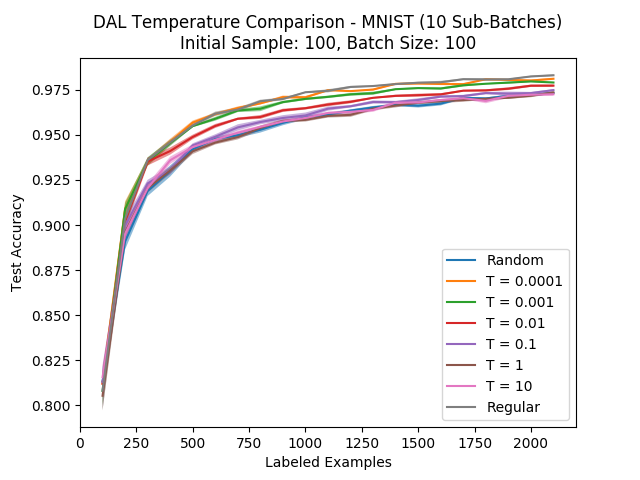 DAL Temperature Comparison - MNIST (10 Sub-Batches)
Initial Sample: 100, Batch Size: 100
Test Accuracy
0.975
0.950
0.925
0.900
0.875
0.850
0.825
0.800
Random
T = 0.0001
T = 0.001
T = 0.01
T = 0.1
T = 1
T = 10
Regular
0 250 500 750 1000 1250 1500 1750 2000
Labeled Examples